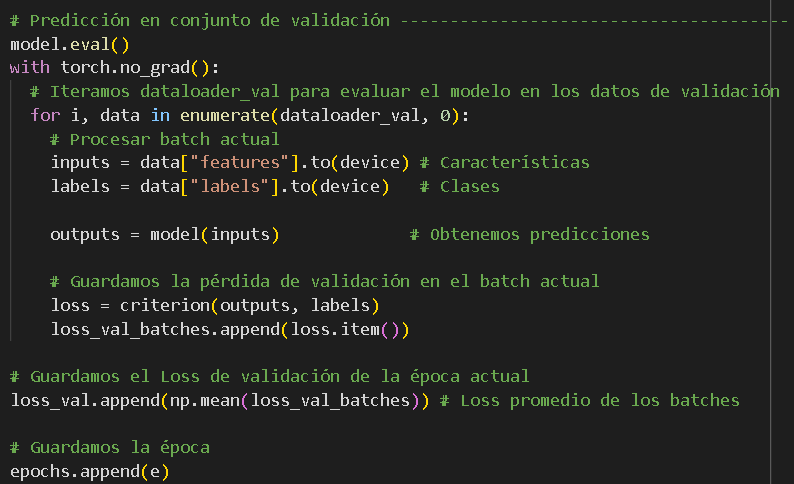 # Predicción en conjunto de validación ---------------------------------------
model.eval()
with torch.no_grad():
  # Iteramos dataloader_val para evaluar el modelo en los datos de validación
  for i, data in enumerate(dataloader_val, 0):
    # Procesar batch actual
    inputs = data["features"].to(device) # Características
    labels = data["labels"].to(device)   # Clases

    outputs = model(inputs)             # Obtenemos predicciones

    # Guardamos la pérdida de validación en el batch actual
    loss = criterion(outputs, labels)
    loss_val_batches.append(loss.item())

# Guardamos el Loss de validación de la época actual
loss_val.append(np.mean(loss_val_batches)) # Loss promedio de los batches

# Guardamos la época
epochs.append(e)